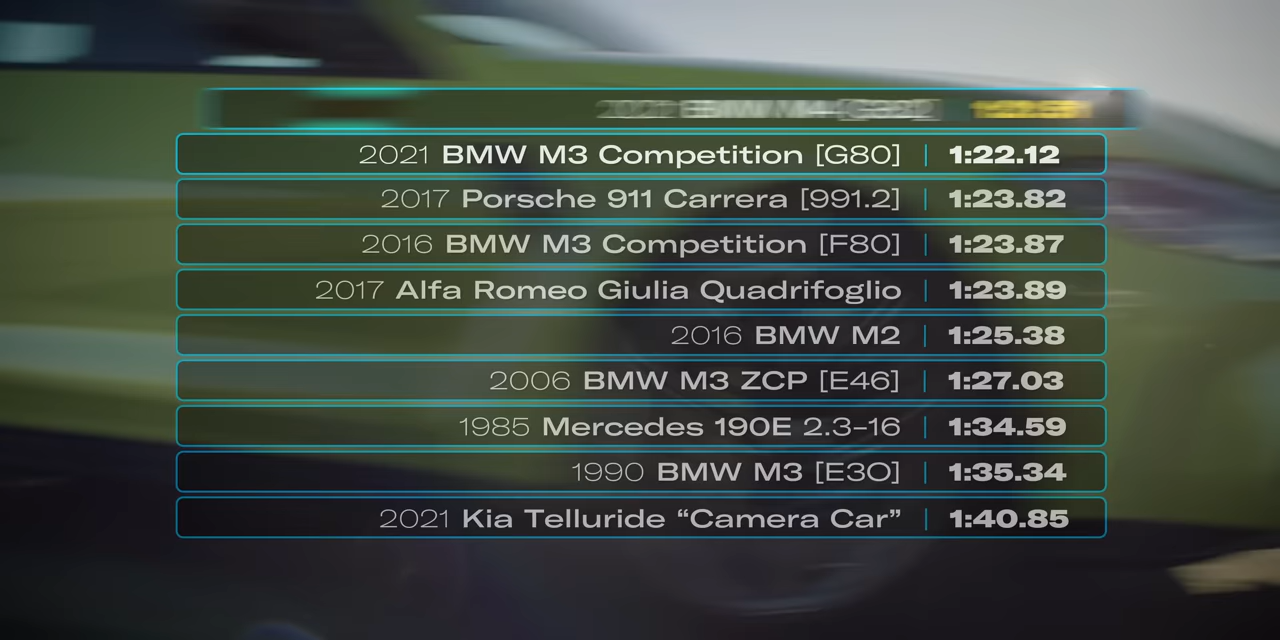 2021 BMW M3 Competition [G80] | 1:22.12
2017 Porsche 911 Carrera [991.2] | 1:23.82
2016 BMW M3 Competition [F80] | 1:23.87
2017 Alfa Romeo Giulia Quadrifoglio | 1:23.89
2016 BMW M2 | 1:25.38
2006 BMW M3 ZCP [E46] | 1:27.03
1985 Mercedes 190E 2.3-16 | 1:34.59
1990 BMW M3 [E30] | 1:35.34
2021 Kia Telluride “Camera Car” | 1:40.85